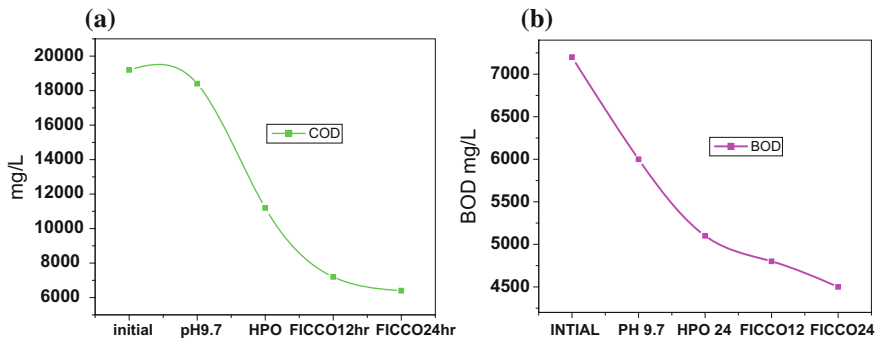 (a)
20000
18000
16000
14000
12000
10000
8000
6000
mg/L
COD
initial pH9.7 HPO FICCO12hr FICCO24hr
(b)
7000
6500
6000
5500
5000
4500
BOD mg/L
BOD
INTIAL PH 9.7 HPO 24 FICCO12 FICCO24